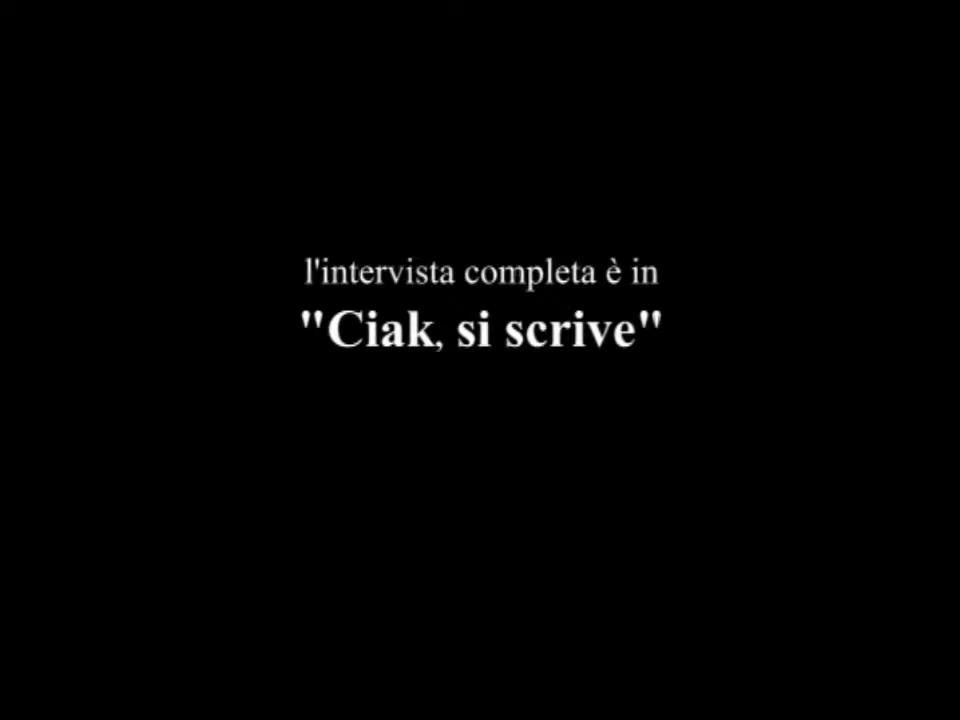 l'intervista completa è in
"Ciak, si scrive"